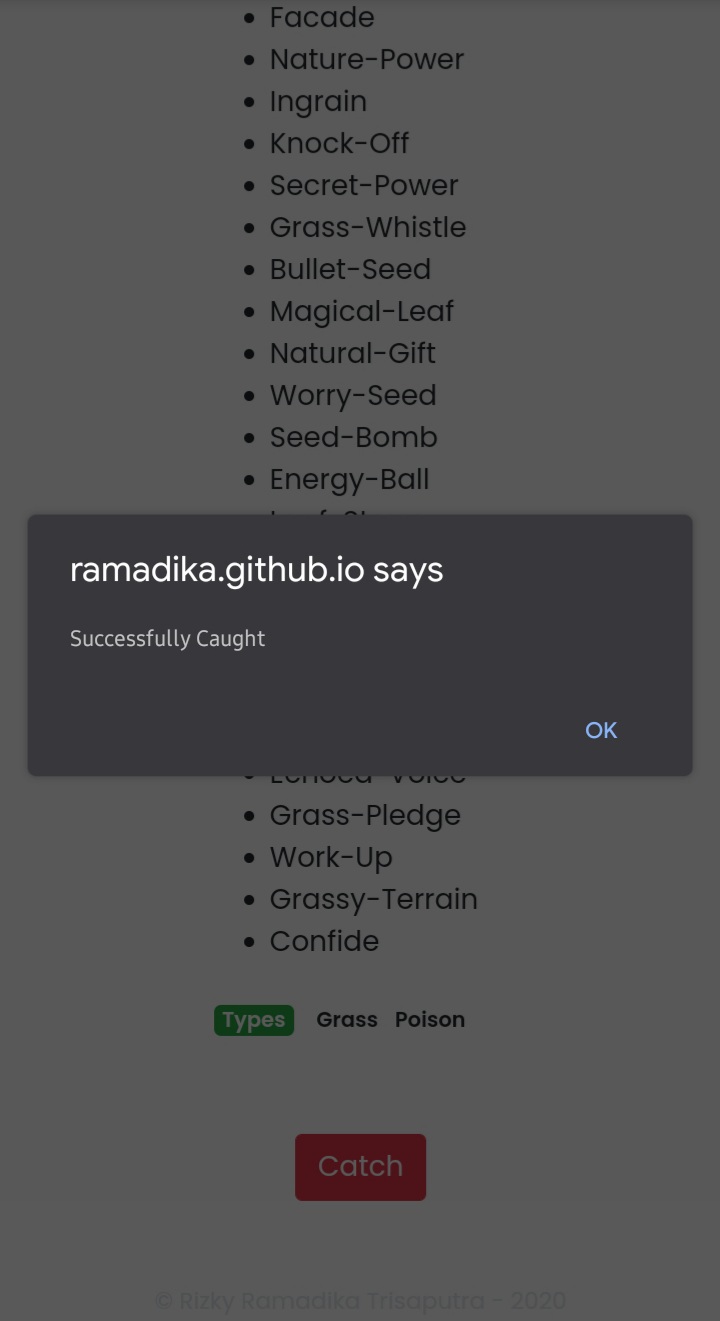 Facade
Nature-Power
Ingrain
Knock-Off
Secret-Power
Grass-Whistle
Bullet-Seed
Magical-Leaf
Natural-Gift
Worry-Seed
Seed-Bomb
Energy-Ball
ramadika.github.io says
Successfully Caught
OK
Echoed-Voice
Grass-Pledge
Work-Up
Grassy-Terrain
Confide
Types Grass Poison
Catch
© Rizky Ramadika Trisaputra - 2020